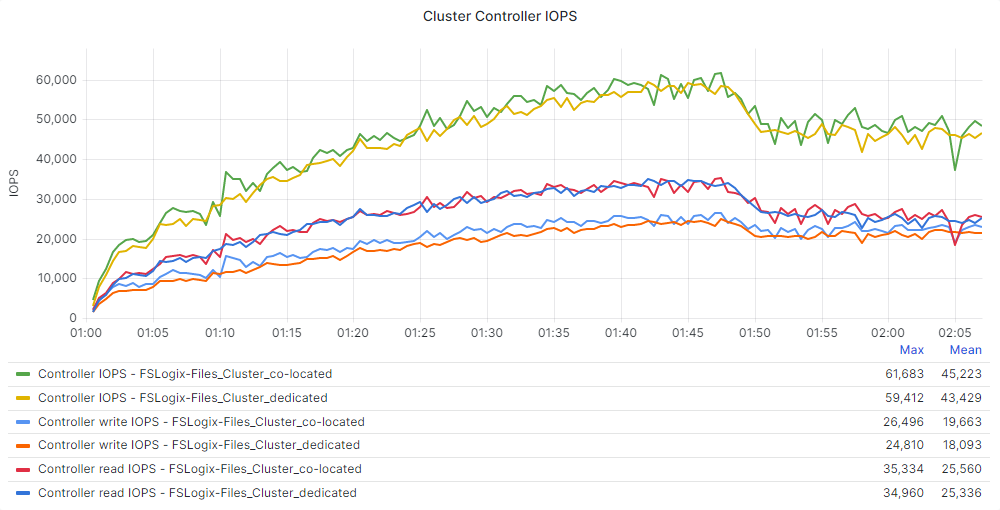 Cluster Controller IOPS
IOPS
60,000
50,000
40,000
30,000
20,000
10,000
0
01:00 01:05 01:10 01:15 01:20 01:25 01:30 01:35 01:40 01:45 01:50 01:55 02:00 02:05
Max Mean
Controller IOPS - FSLogix-Files_Cluster_co-located 61,683 45,223
Controller IOPS - FSLogix-Files_Cluster_dedicated 59,412 43,429
Controller write IOPS - FSLogix-Files_Cluster_co-located 26,496 19,663
Controller write IOPS - FSLogix-Files_Cluster_dedicated 24,810 18,093
Controller read IOPS - FSLogix-Files_Cluster_co-located 35,334 25,560
Controller read IOPS - FSLogix-Files_Cluster_dedicated 34,960 25,336